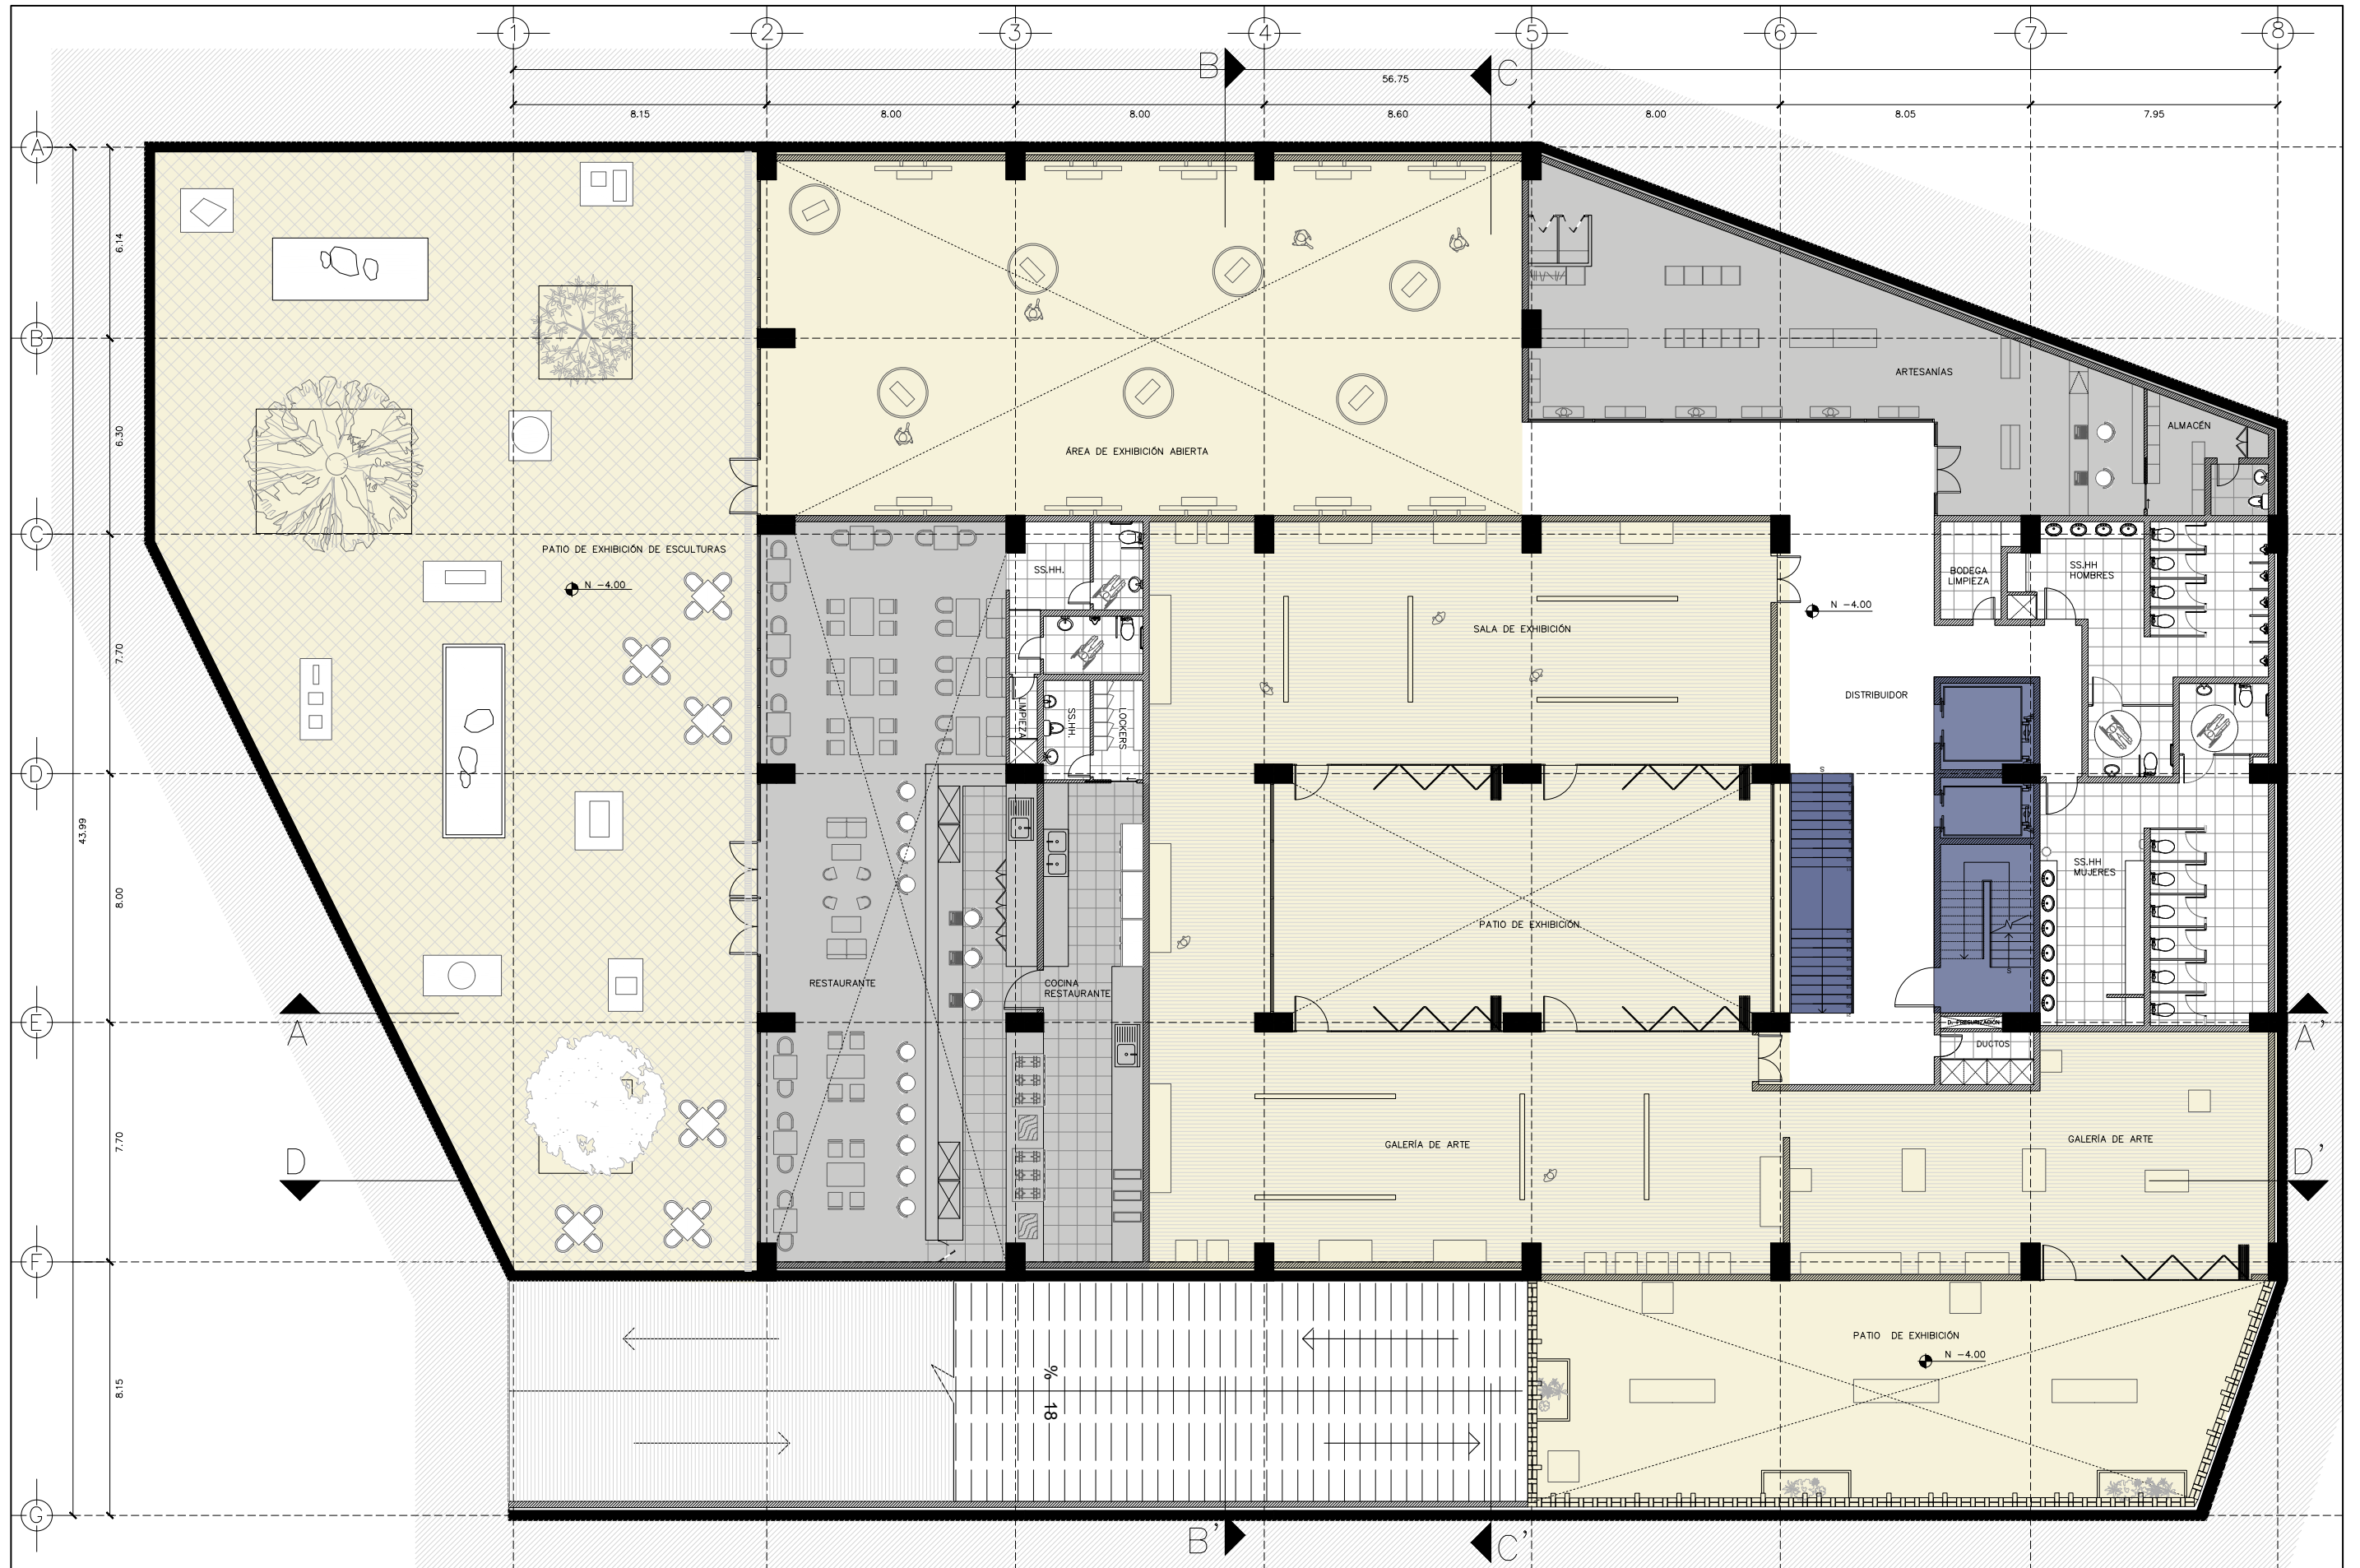 1 2 3 4 5 6 7 8
B C
56.75
8.15 8.00 8.00 8.60 8.00 8.05 7.95
A
6.14
B
ARTESANÍAS
6.30
ALMACÉN
ÁREA DE EXHIBICIÓN ABIERTA
C
PATIO DE EXHIBICIÓN DE ESCULTURAS
N -4.00
SS.HH.
BODEGA
LIMPIEZA
SS.HH
HOMBRES
N -4.00
SALA DE EXHIBICIÓN
7.70
DISTRIBUIDOR
LIMPIEZA
SS.HH.
LOCKERS
D
S
43.99
8.00
SS.HH
MUJERES
PATIO DE EXHIBICIÓN
RESTAURANTE
COCINA
RESTAURANTE
S
E
A
A'
D. PRESURIZACIÓN
DUCTOS
7.70
GALERÍA DE ARTE
GALERÍA DE ARTE
D
D'
F
PATIO DE EXHIBICIÓN
N -4.00
8.15
% 18
G
B' C'